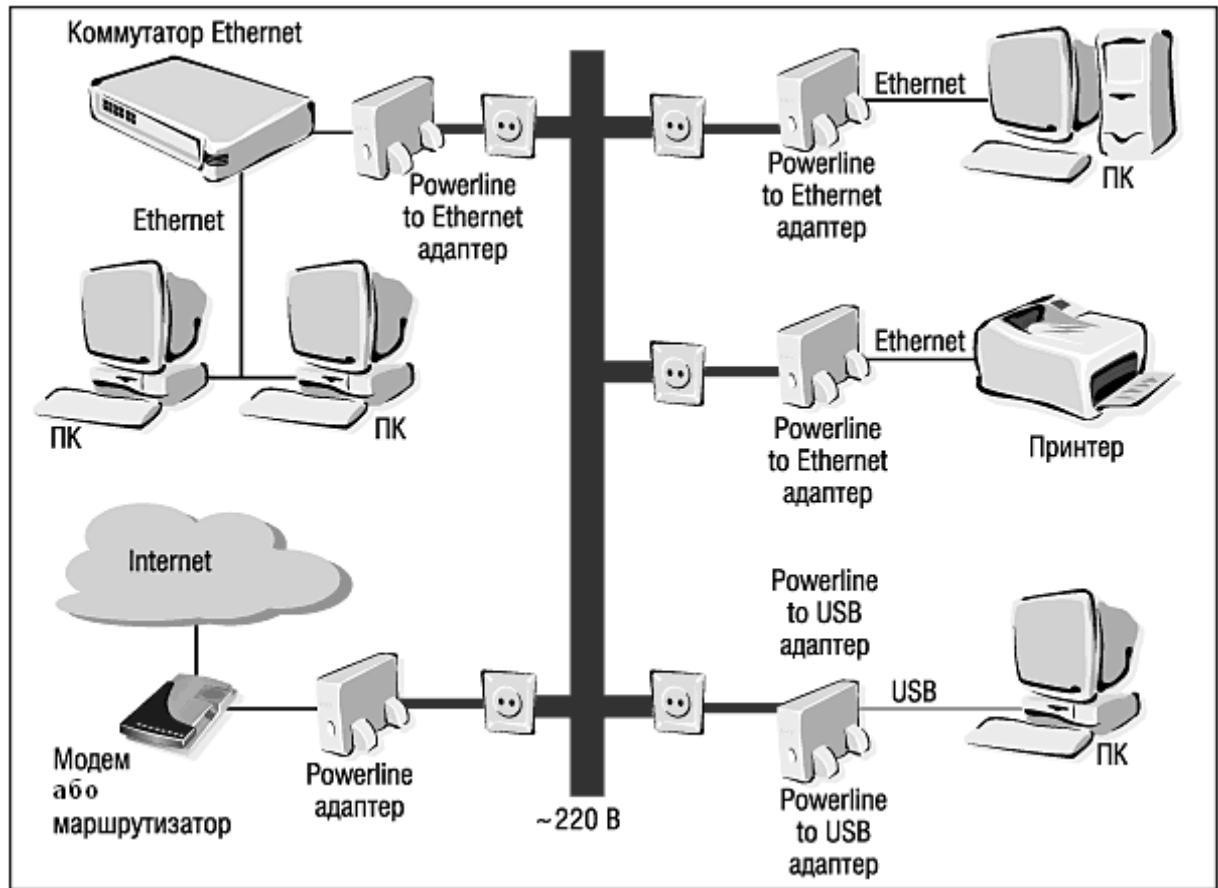 Коммутатор Ethernet
Ethernet
Powerline
to Ethernet
адаптер
ПК
ПК
Internet
Модем
або
маршрутизатор
Powerline
адаптер
~220 В
Ethernet
Powerline
to Ethernet
адаптер
ПК
Ethernet
Powerline
to Ethernet
адаптер
Принтер
Powerline
to USB
адаптер
USB
ПК
Powerline
to USB
адаптер